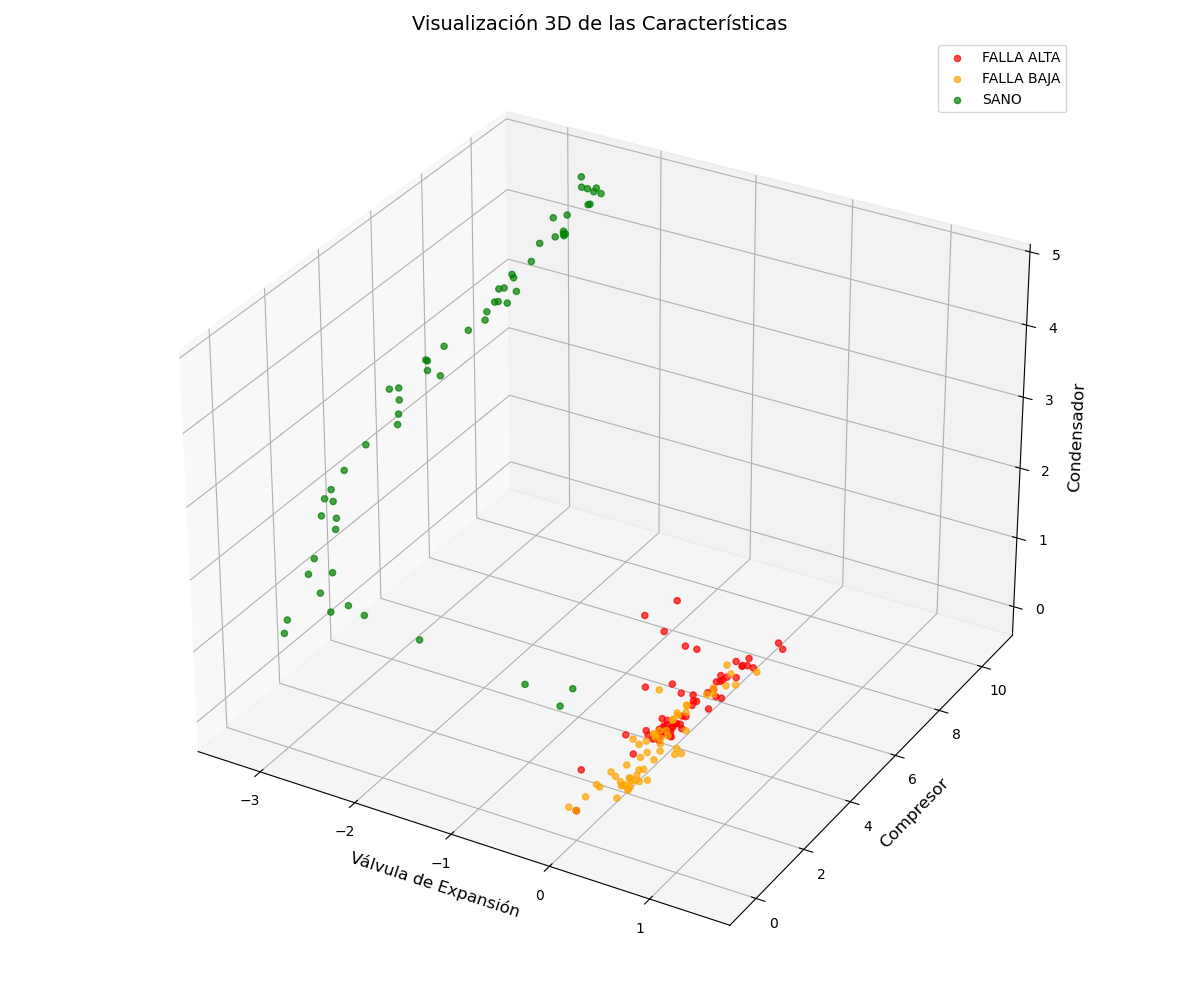 Visualización 3D de las Características
FALLA ALTA
FALLA BAJA
SANO
5
4
3
2
1
0
Condensador
10
8
6
4
2
0
Compresor
−3
−2
−1
0
1
Válvula de Expansión